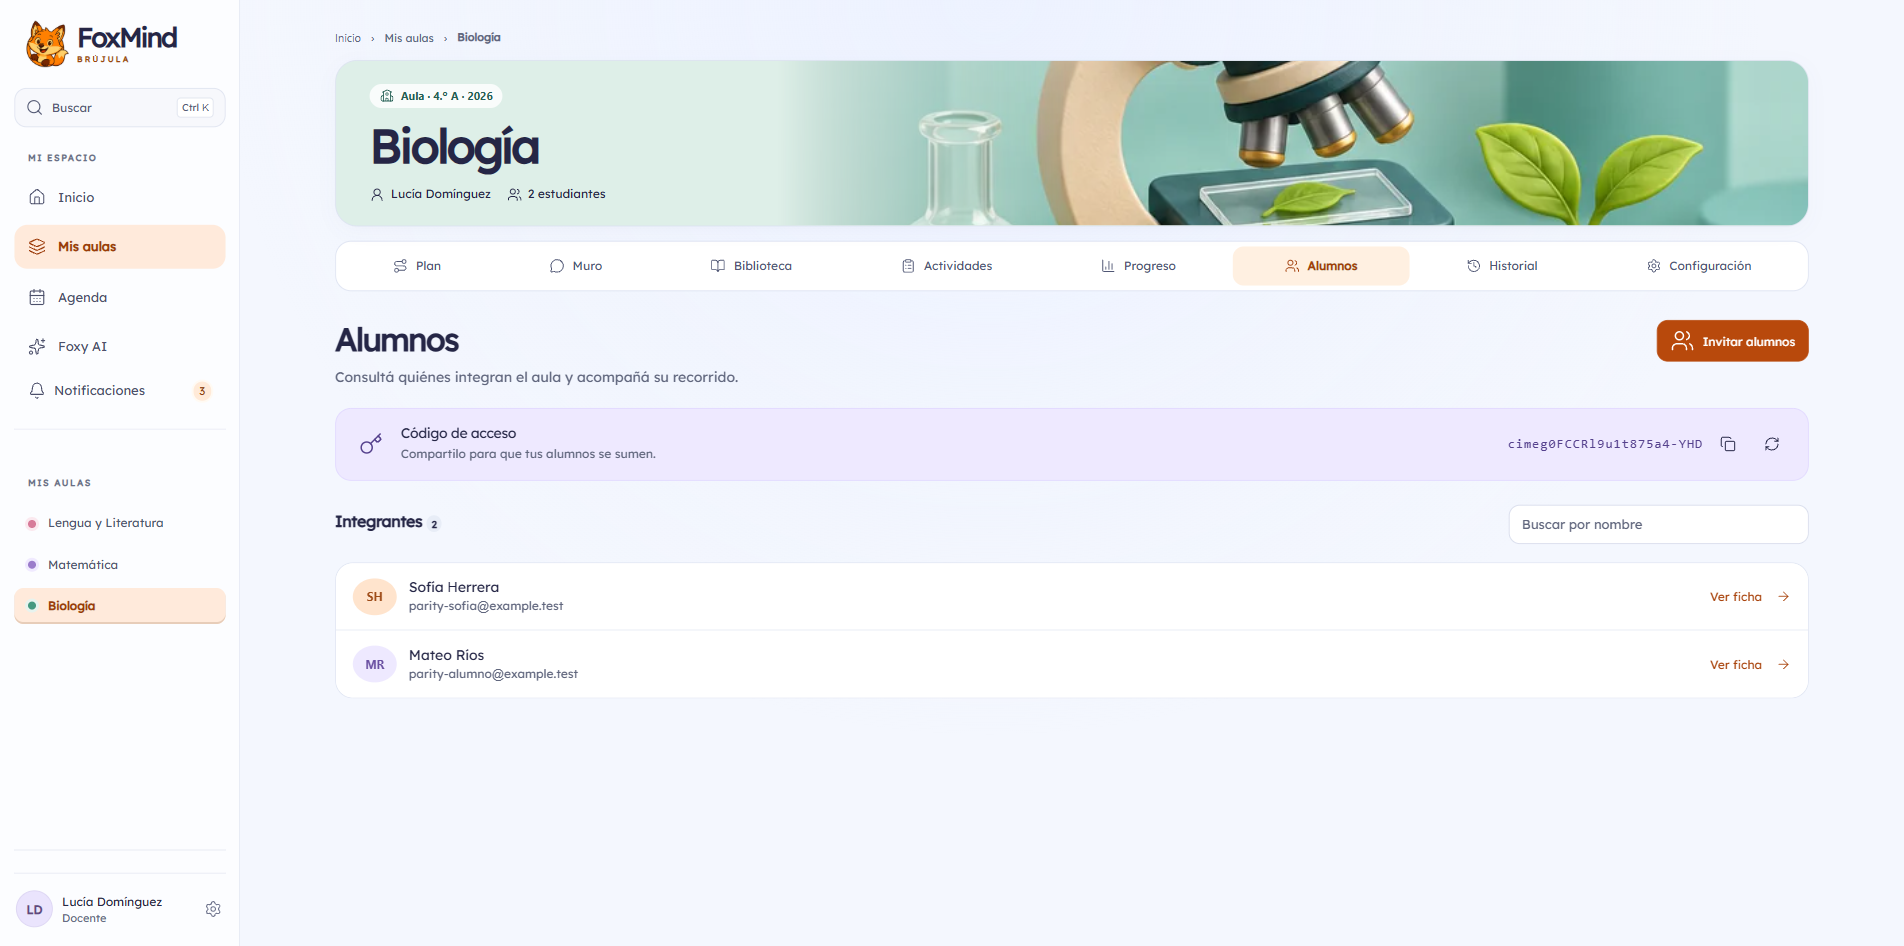 FoxMind
BRÚJULA
Buscar
Ctrl K
MI ESPACIO
Inicio
Mis aulas
Agenda
Foxy AI
Notificaciones
3
MIS AULAS
Lengua y Literatura
Matemática
Biología
LD
Lucía Domínguez
Docente
Inicio › Mis aulas › Biología
Aula · 4.º A · 2026
Biología
Lucía Domínguez 2 estudiantes
Plan
Muro
Biblioteca
Actividades
Progreso
Alumnos
Historial
Configuración
Alumnos
Invitar alumnos
Consultá quiénes integran el aula y acompañá su recorrido.
Código de acceso
Compartilo para que tus alumnos se sumen.
cimeg0FCCRl9u1t875a4-YHD
Integrantes 2
Buscar por nombre
SH
Sofía Herrera
parity-sofia@example.test
Ver ficha
MR
Mateo Ríos
parity-alumno@example.test
Ver ficha